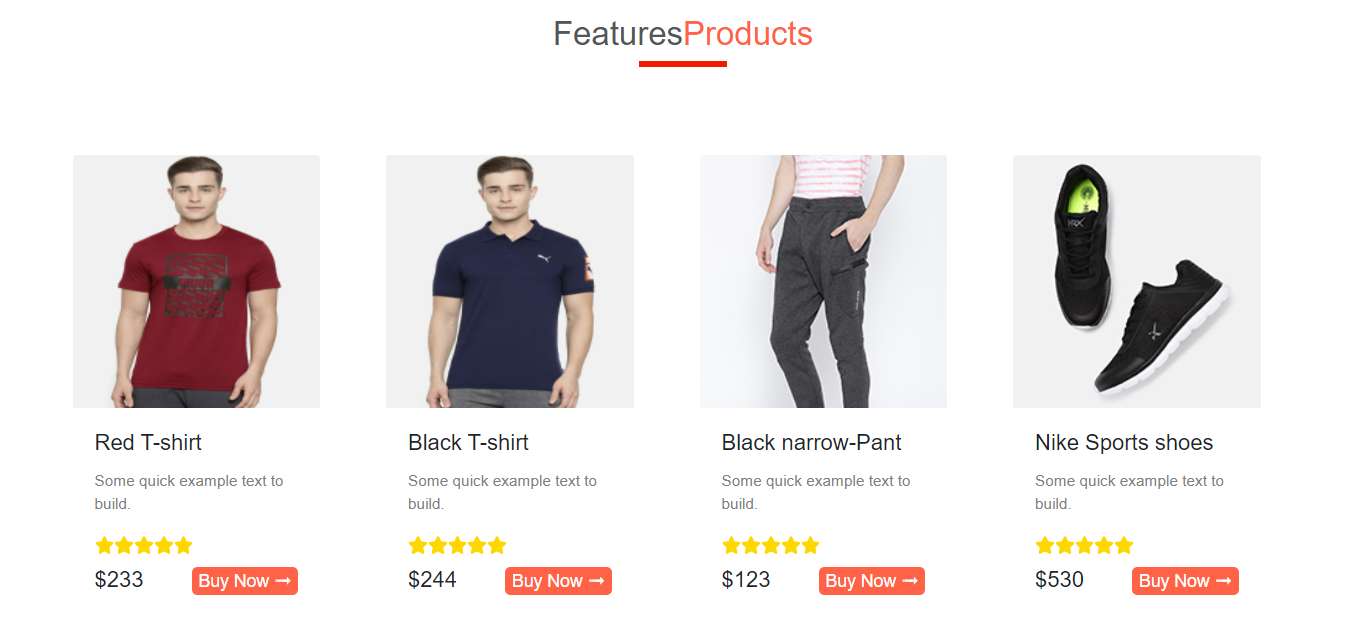 FeaturesProducts
Red T-shirt
Some quick example text to
build.
$233
Buy Now ➞
Black T-shirt
Some quick example text to
build.
$244
Buy Now ➞
Black narrow-Pant
Some quick example text to
build.
$123
Buy Now ➞
Nike Sports shoes
Some quick example text to
build.
$530
Buy Now ➞